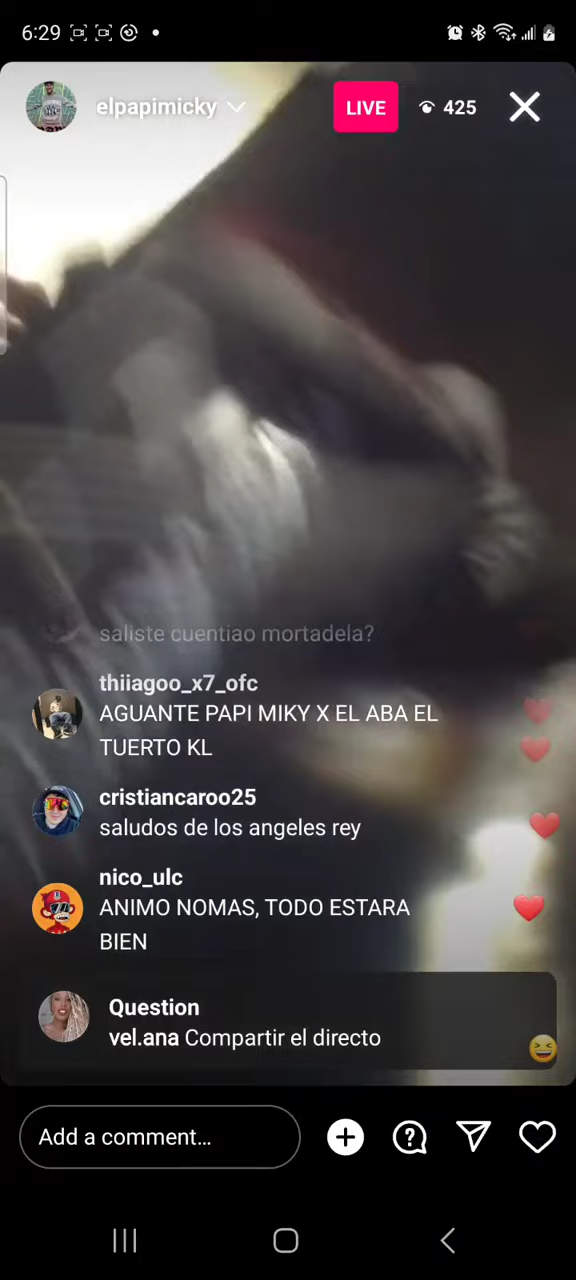 6:29
elpapimicky
LIVE
425
saliste cuentiao mortadela?
thiiagoo_x7_ofc
AGUANTE PAPI MIKY X EL ABA EL
TUERTO KL
cristiancaroo25
saludos de los angeles rey
nico_ulc
ANIMO NOMAS, TODO ESTARA
BIEN
Question
vel.ana Compartir el directo
Add a comment...